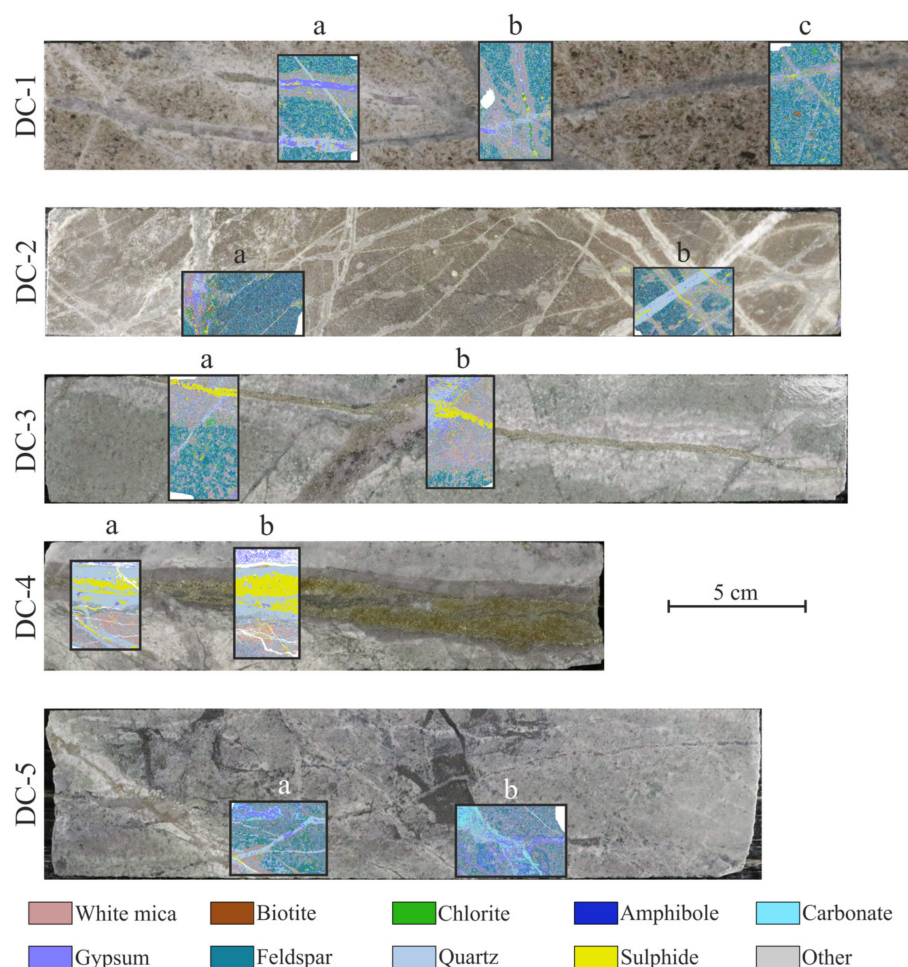 a b c
DC-1
DC-2
a b
DC-3
a b
DC-4
a b
5 cm
DC-5
a b
White mica Biotite Chlorite Amphibole Carbonate
Gypsum Feldspar Quartz Sulphide Other